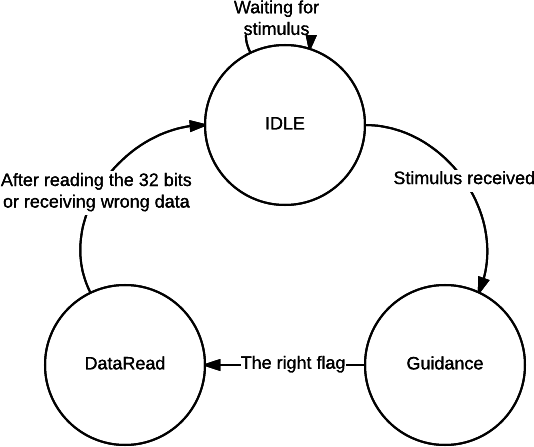 Waiting for
stimulus
IDLE
After reading the 32 bits
or receiving wrong data
Stimulus received
DataRead
The right flag
Guidance